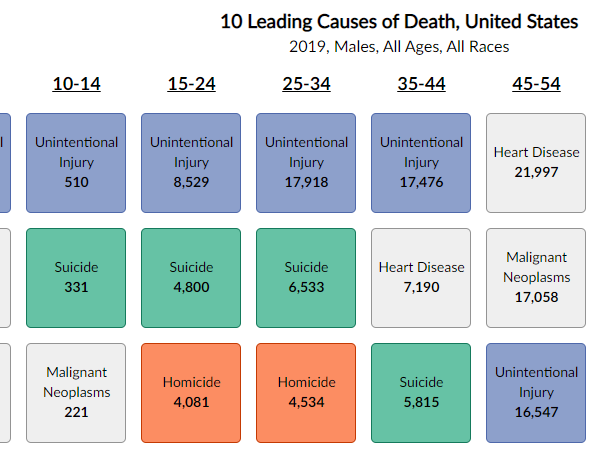 10 Leading Causes of Death, United States
2019, Males, All Ages, All Races
10-14 15-24 25-34 35-44 45-54
l
Unintentional
Injury
510
Unintentional
Injury
8,529
Unintentional
Injury
17,918
Unintentional
Injury
17,476
Heart Disease
21,997
Suicide
331
Suicide
4,800
Suicide
6,533
Heart Disease
7,190
Malignant
Neoplasms
17,058
Malignant
Neoplasms
221
Homicide
4,081
Homicide
4,534
Suicide
5,815
Unintentional
Injury
16,547